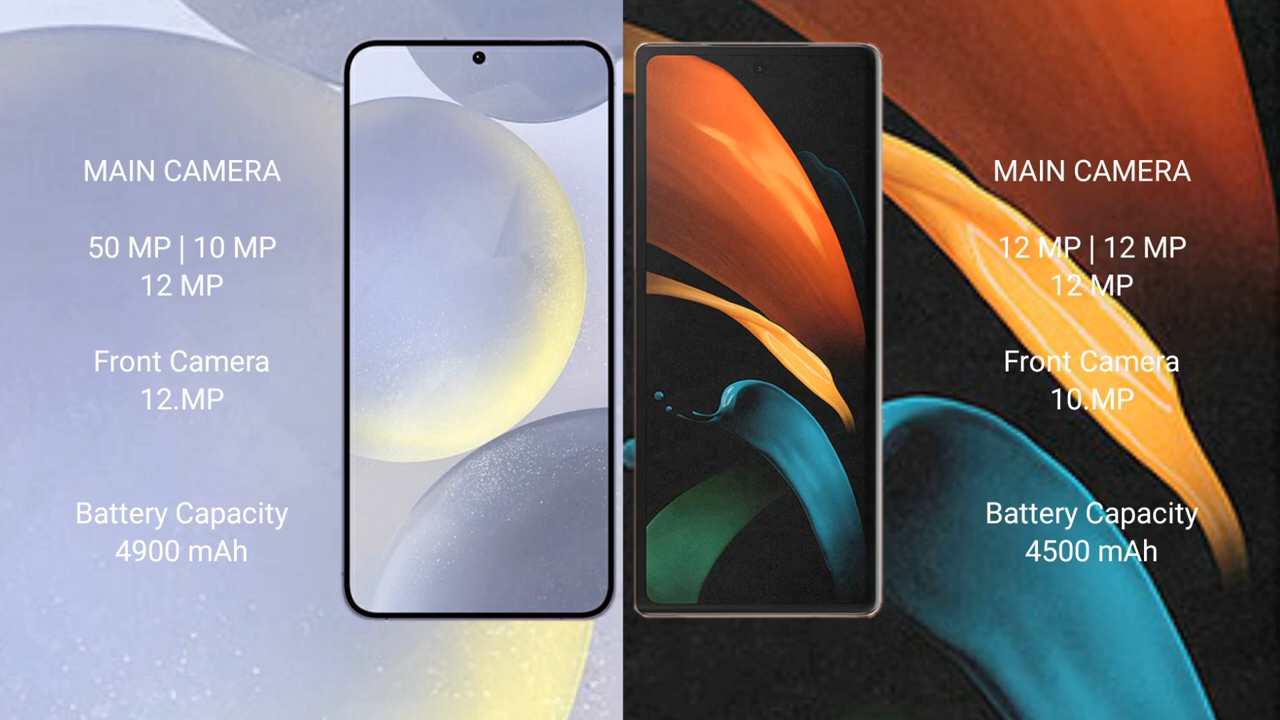 MAIN CAMERA
50 MP | 10 MP
12 MP
Front Camera
12.MP
Battery Capacity
4900 mAh
MAIN CAMERA
12 MP | 12 MP
12 MP
Front Camera
10.MP
Battery Capacity
4500 mAh